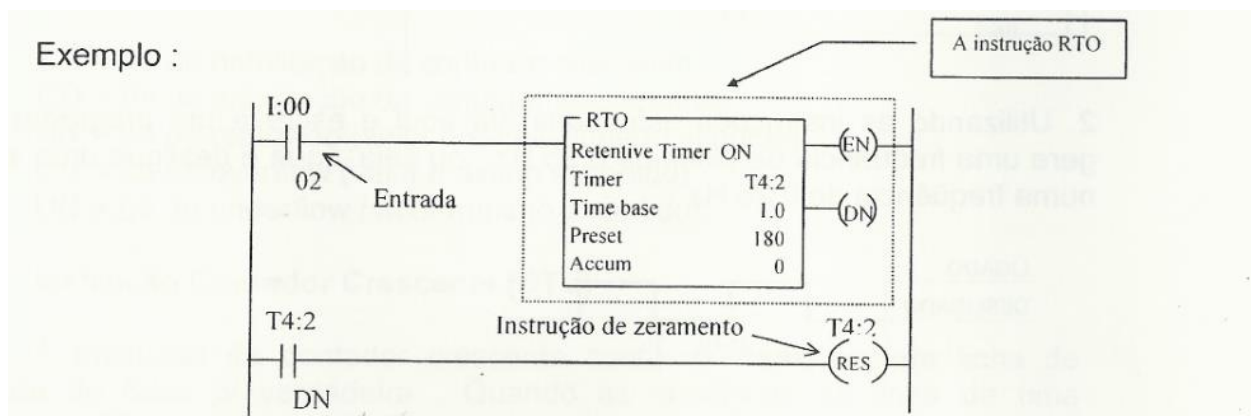 A instrução RTO
Exemplo :
I:00
02
Entrada
RTO
Retentive Timer ON
Timer T4:2
Time base 1.0
Preset 180
Accum 0
EN
DN
T4:2
DN
Instrução de zeramento
T4:2
RES